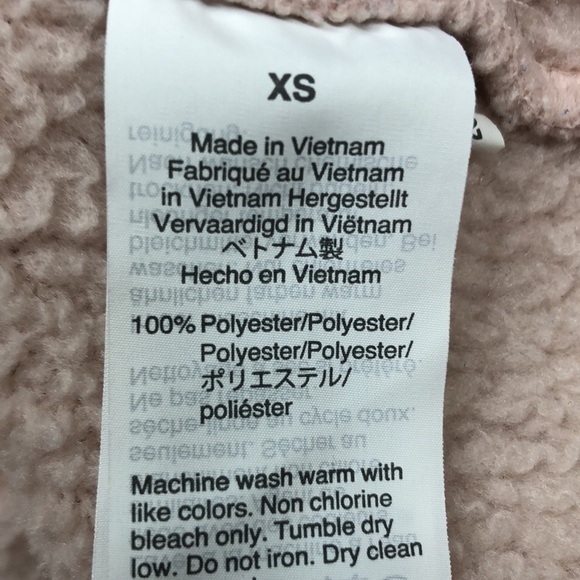 XS
Made in Vietnam
Fabriqué au Vietnam
in Vietnam Hergestellt
Vervaardigd in Viëtnam
ベトナム製
Hecho en Vietnam
100% Polyester/Polyester/
Polyester/Polyester/
ポリエステル/
poliéster
Machine wash warm with
like colors. Non chlorine
bleach only. Tumble dry
low. Do not iron. Dry clean